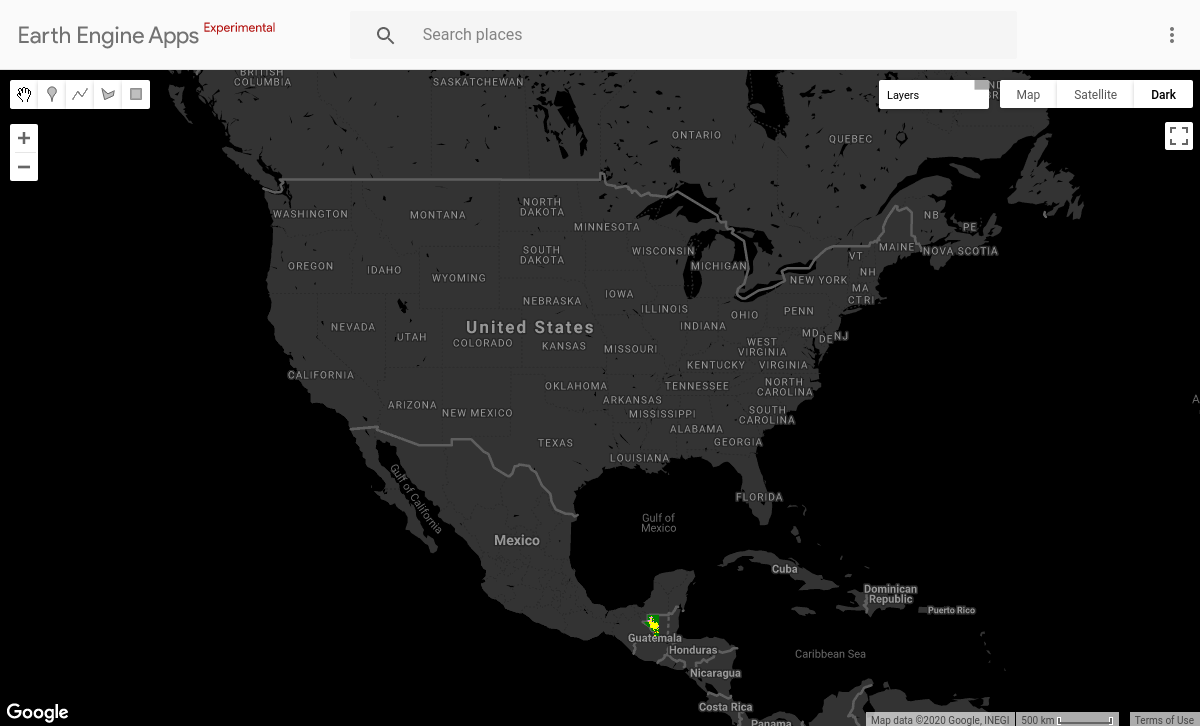 Earth Engine Apps Experimental
Search places
Layers
Map
Satellite
Dark
BRITISH
COLUMBIA
SASKATCHEWAN
ONTARIO
QUEBEC
WASHINGTON
MONTANA
NORTH
DAKOTA
MINNESOTA
NB
PE
MAINE
NOVA SCOTIA
OREGON
IDAHO
WYOMING
SOUTH
DAKOTA
WISCONSIN
MICHIGAN
VT
NH
NEW YORK
MA
CT RI
NEBRASKA
IOWA
ILLINOIS
INDIANA
OHIO
PENN
NEVADA
UTAH
United States
COLORADO
KANSAS
MISSOURI
WEST
VIRGINIA
MD
DE
NJ
KENTUCKY
VIRGINIA
CALIFORNIA
OKLAHOMA
TENNESSEE
NORTH
CAROLINA
ARIZONA
NEW MEXICO
ARKANSAS
MISSISSIPPI
SOUTH
CAROLINA
ALABAMA
TEXAS
GEORGIA
LOUISIANA
Gulf of California
FLORIDA
Gulf of
Mexico
Mexico
Cuba
Dominican
Republic
Puerto Rico
Guatemala
Honduras
Caribbean Sea
Nicaragua
Costa Rica
Panama
Google
Map data ©2020 Google, INEGI
500 km
Terms of Use